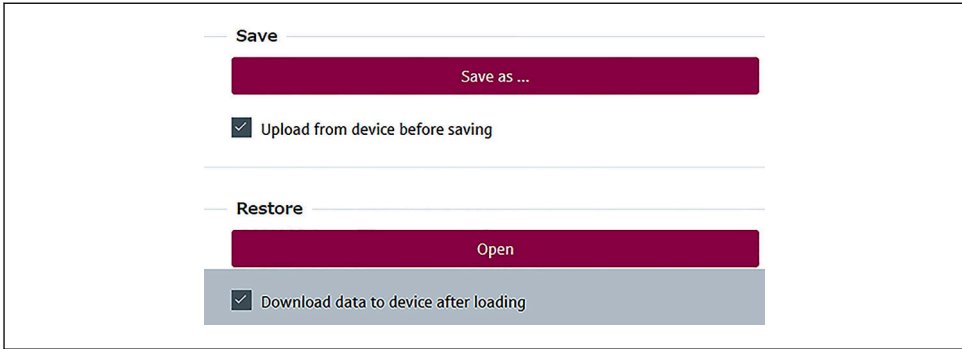 Save
Save as ...
Upload from device before saving
Restore
Open
Download data to device after loading